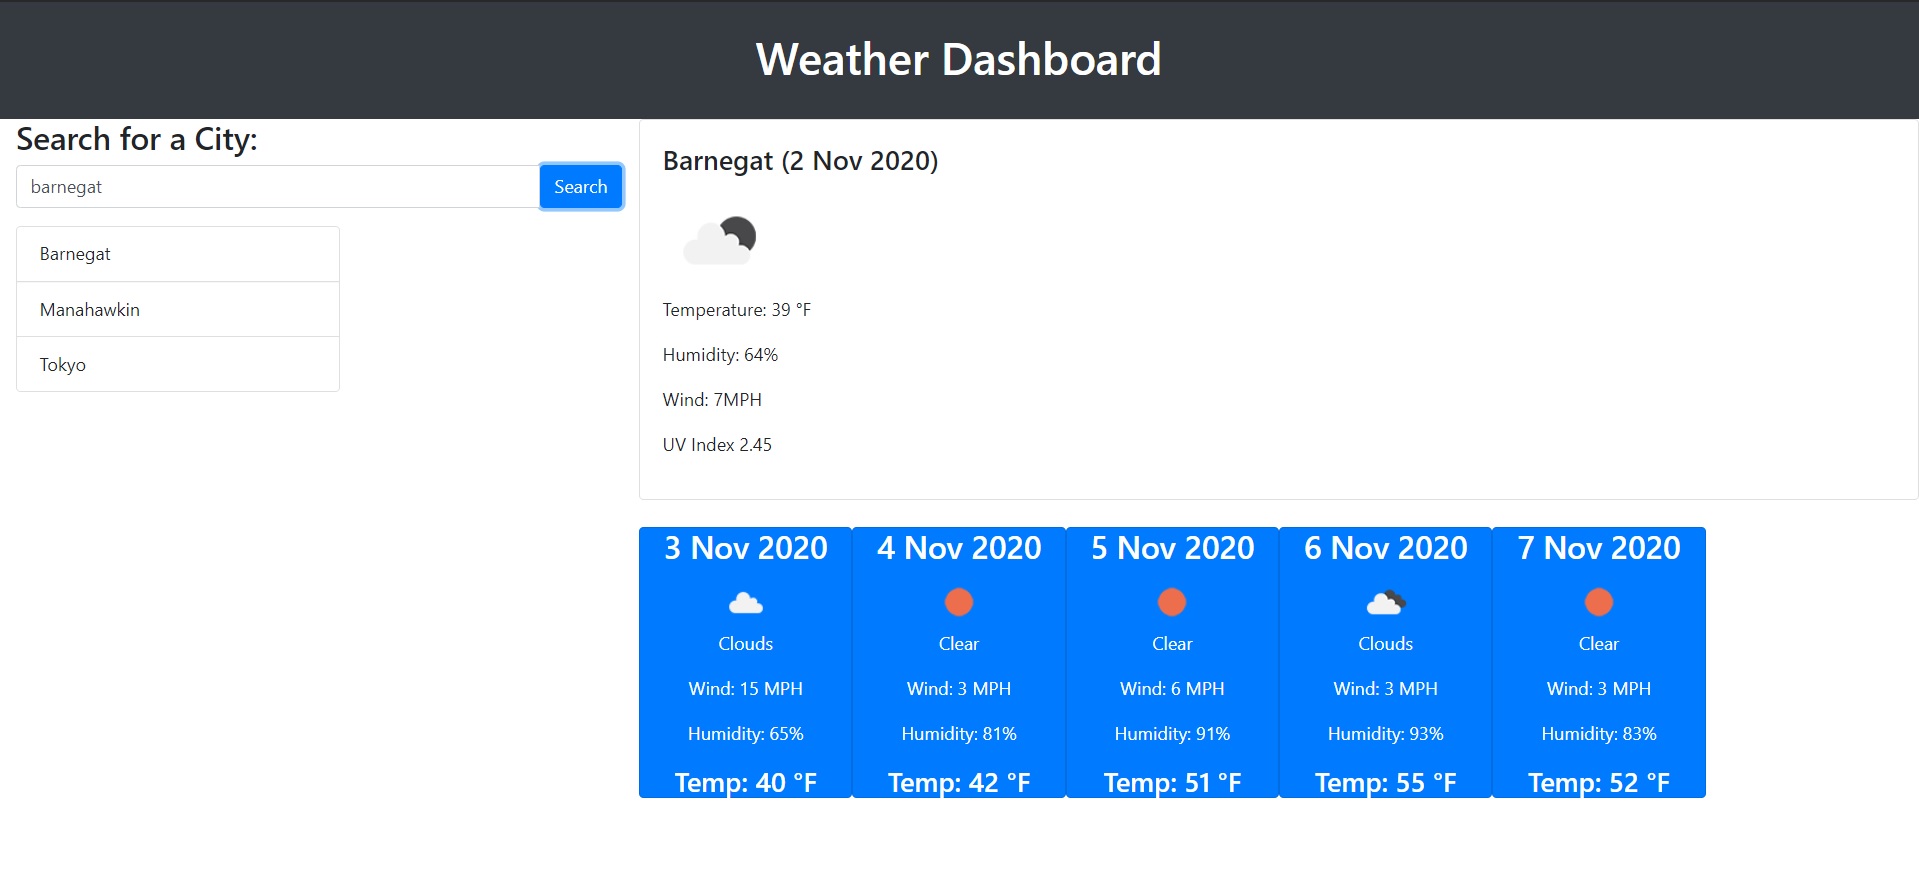 Weather Dashboard
Search for a City:
barnegat
Search
Barnegat
Manahawkin
Tokyo
Barnegat (2 Nov 2020)
Temperature: 39 °F
Humidity: 64%
Wind: 7MPH
UV Index 2.45
3 Nov 2020
Clouds
Wind: 15 MPH
Humidity: 65%
Temp: 40 °F
4 Nov 2020
Clear
Wind: 3 MPH
Humidity: 81%
Temp: 42 °F
5 Nov 2020
Clear
Wind: 6 MPH
Humidity: 91%
Temp: 51 °F
6 Nov 2020
Clouds
Wind: 3 MPH
Humidity: 93%
Temp: 55 °F
7 Nov 2020
Clear
Wind: 3 MPH
Humidity: 83%
Temp: 52 °F